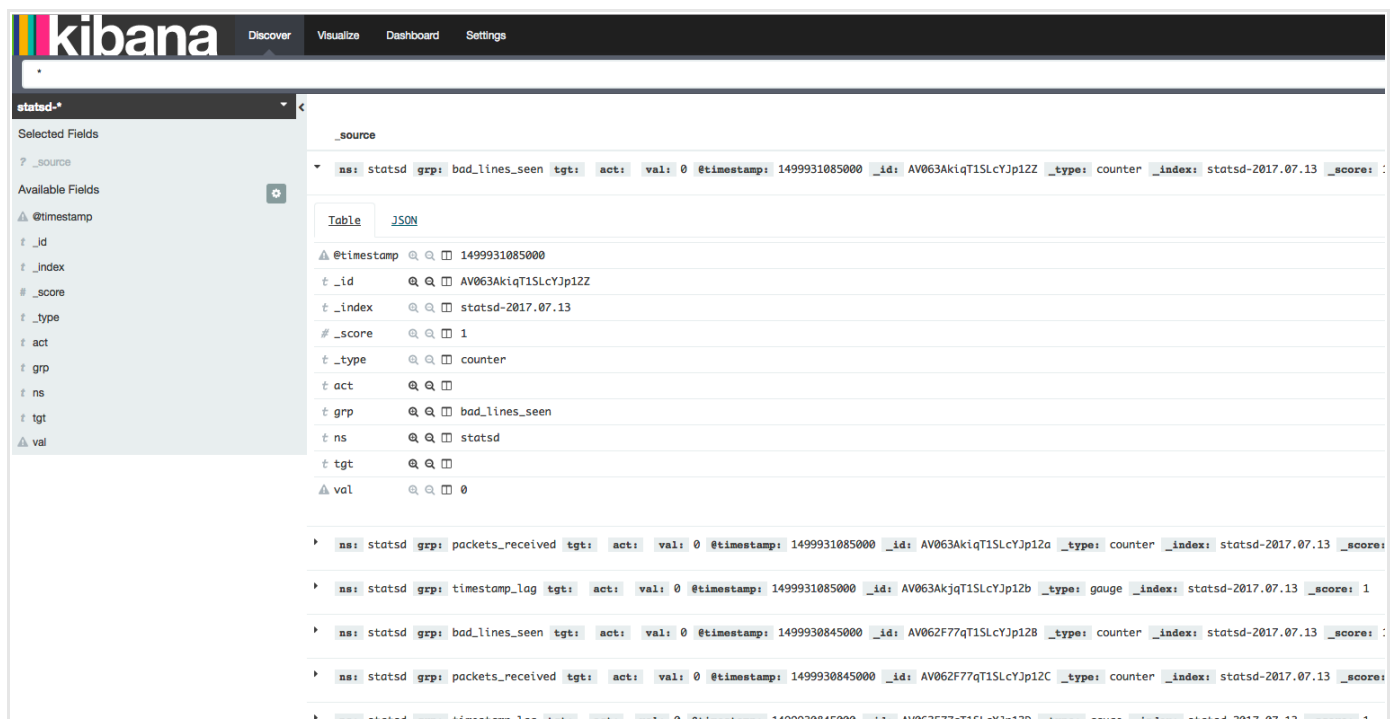 kibana Discover Visualize Dashboard Settings
*
statsd-*
Selected Fields
? _source
Available Fields
@timestamp
t _id
t _index
# _score
t _type
t act
t grp
t ns
t tgt
val
_source
ns: statsd grp: bad_lines_seen tgt: act: val: 0 @timestamp: 1499931085000 _id: AV063AkiqT1SLcYJp12Z _type: counter _index: statsd-2017.07.13 _score:
Table JSON
@timestamp 1499931085000
t _id AV063AkiqT1SLcYJp12Z
t _index statsd-2017.07.13
# _score 1
t _type counter
t act
t grp bad_lines_seen
t ns statsd
t tgt
val 0
ns: statsd grp: packets_received tgt: act: val: 0 @timestamp: 1499931085000 _id: AV063AkiqT1SLcYJp12a _type: counter _index: statsd-2017.07.13 _score:
ns: statsd grp: timestamp_lag tgt: act: val: 0 @timestamp: 1499931085000 _id: AV063AkjqT1SLcYJp12b _type: gauge _index: statsd-2017.07.13 _score: 1
ns: statsd grp: bad_lines_seen tgt: act: val: 0 @timestamp: 1499930845000 _id: AV062F77qT1SLcYJp12B _type: counter _index: statsd-2017.07.13 _score:
ns: statsd grp: packets_received tgt: act: val: 0 @timestamp: 1499930845000 _id: AV062F77qT1SLcYJp12C _type: counter _index: statsd-2017.07.13 _score: